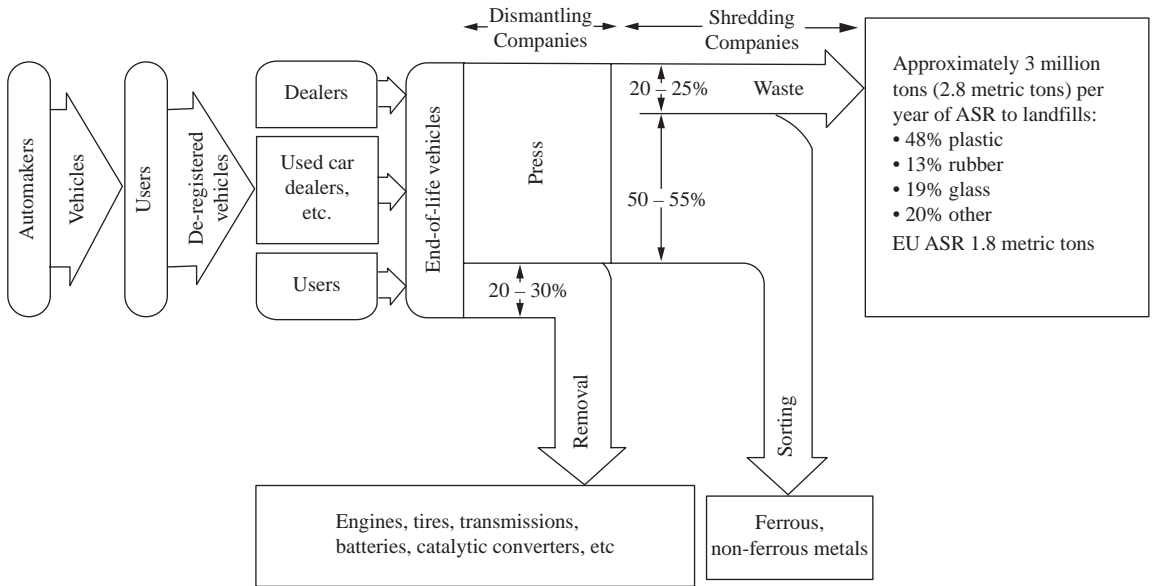 Dismantling
Companies
Shredding
Companies
Automakers
Vehicles
Users
De-registered
vehicles
Dealers
Used car
dealers,
etc.
Users
End-of-life vehicles
Press
20 – 25%
Waste
50 – 55%
20 – 30%
Removal
Sorting
Approximately 3 million
tons (2.8 metric tons) per
year of ASR to landfills:
• 48% plastic
• 13% rubber
• 19% glass
• 20% other
EU ASR 1.8 metric tons
Engines, tires, transmissions,
batteries, catalytic converters, etc
Ferrous,
non-ferrous metals